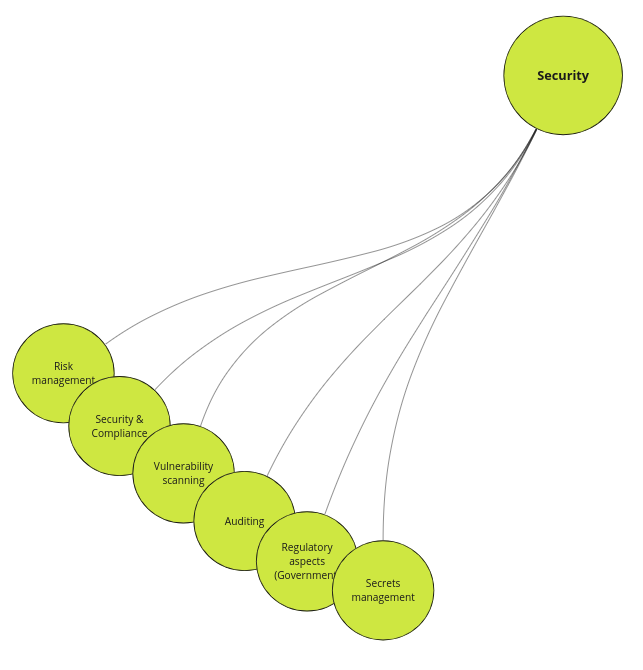 Security
Risk
management
Security &
Compliance
Vulnerability
scanning
Auditing
Regulatory
aspects
(Government
Secrets
management